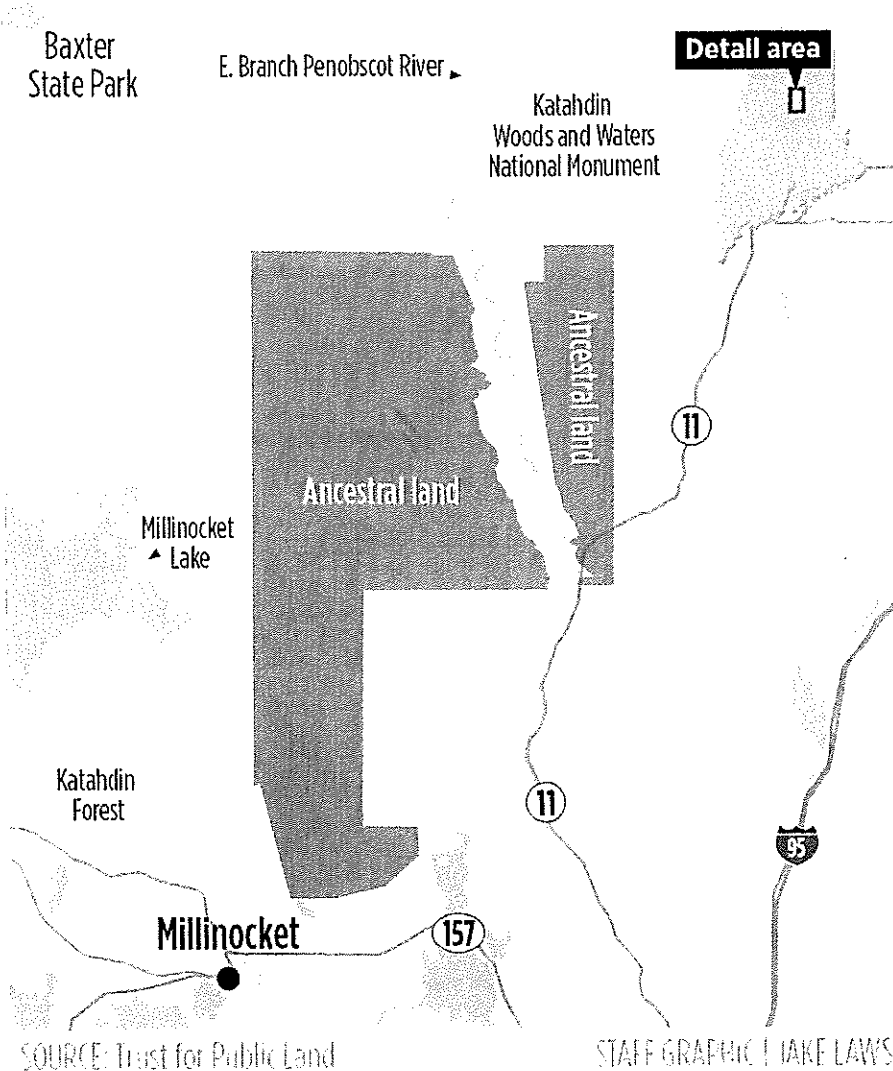 Baxter
State Park
E. Branch Penobscot River
Detail area
Katahdin
Woods and Waters
National Monument
Ancestral land
Ancestral land
11
Millinocket
Lake
Katahdin
Forest
11
95
Millinocket
157
SOURCE: Trust for Public Land
STAFF GRAPHIC | JAKE LAWS